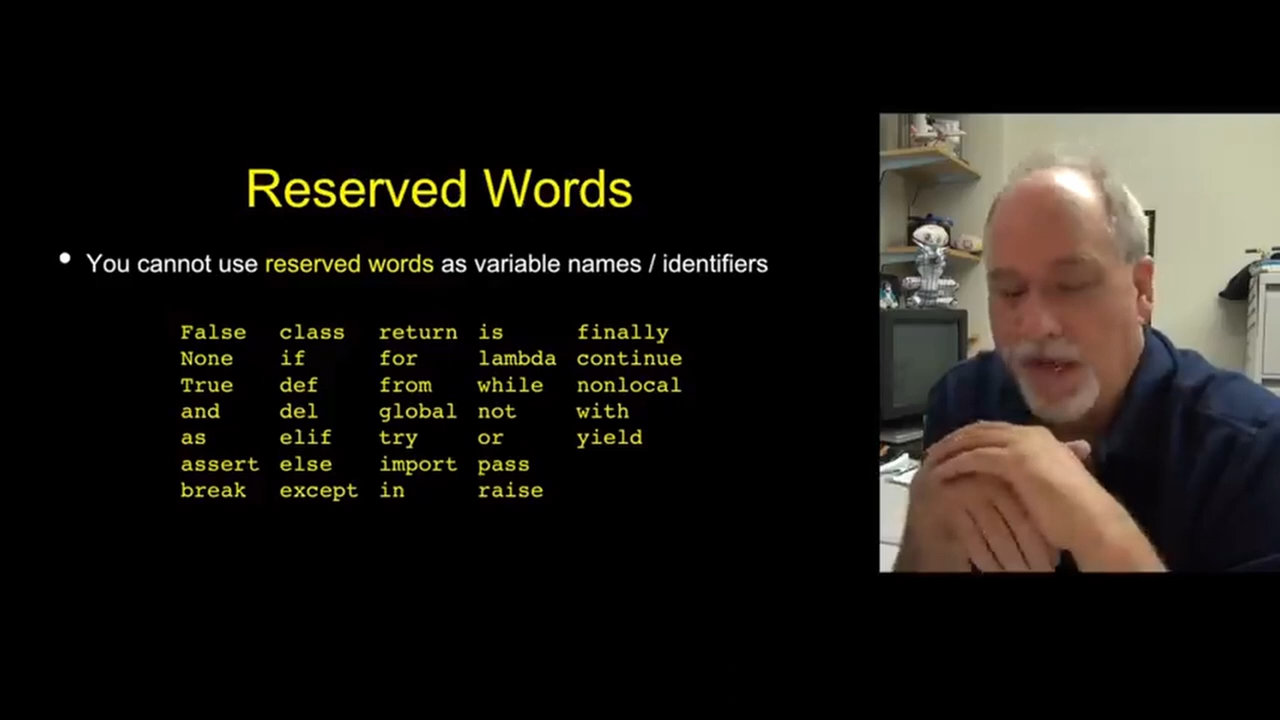 Reserved Words
• You cannot use reserved words as variable names / identifiers
False class return is finally
None if for lambda continue
True def from while nonlocal
and del global not with
as elif try or yield
assert else import pass
break except in raise